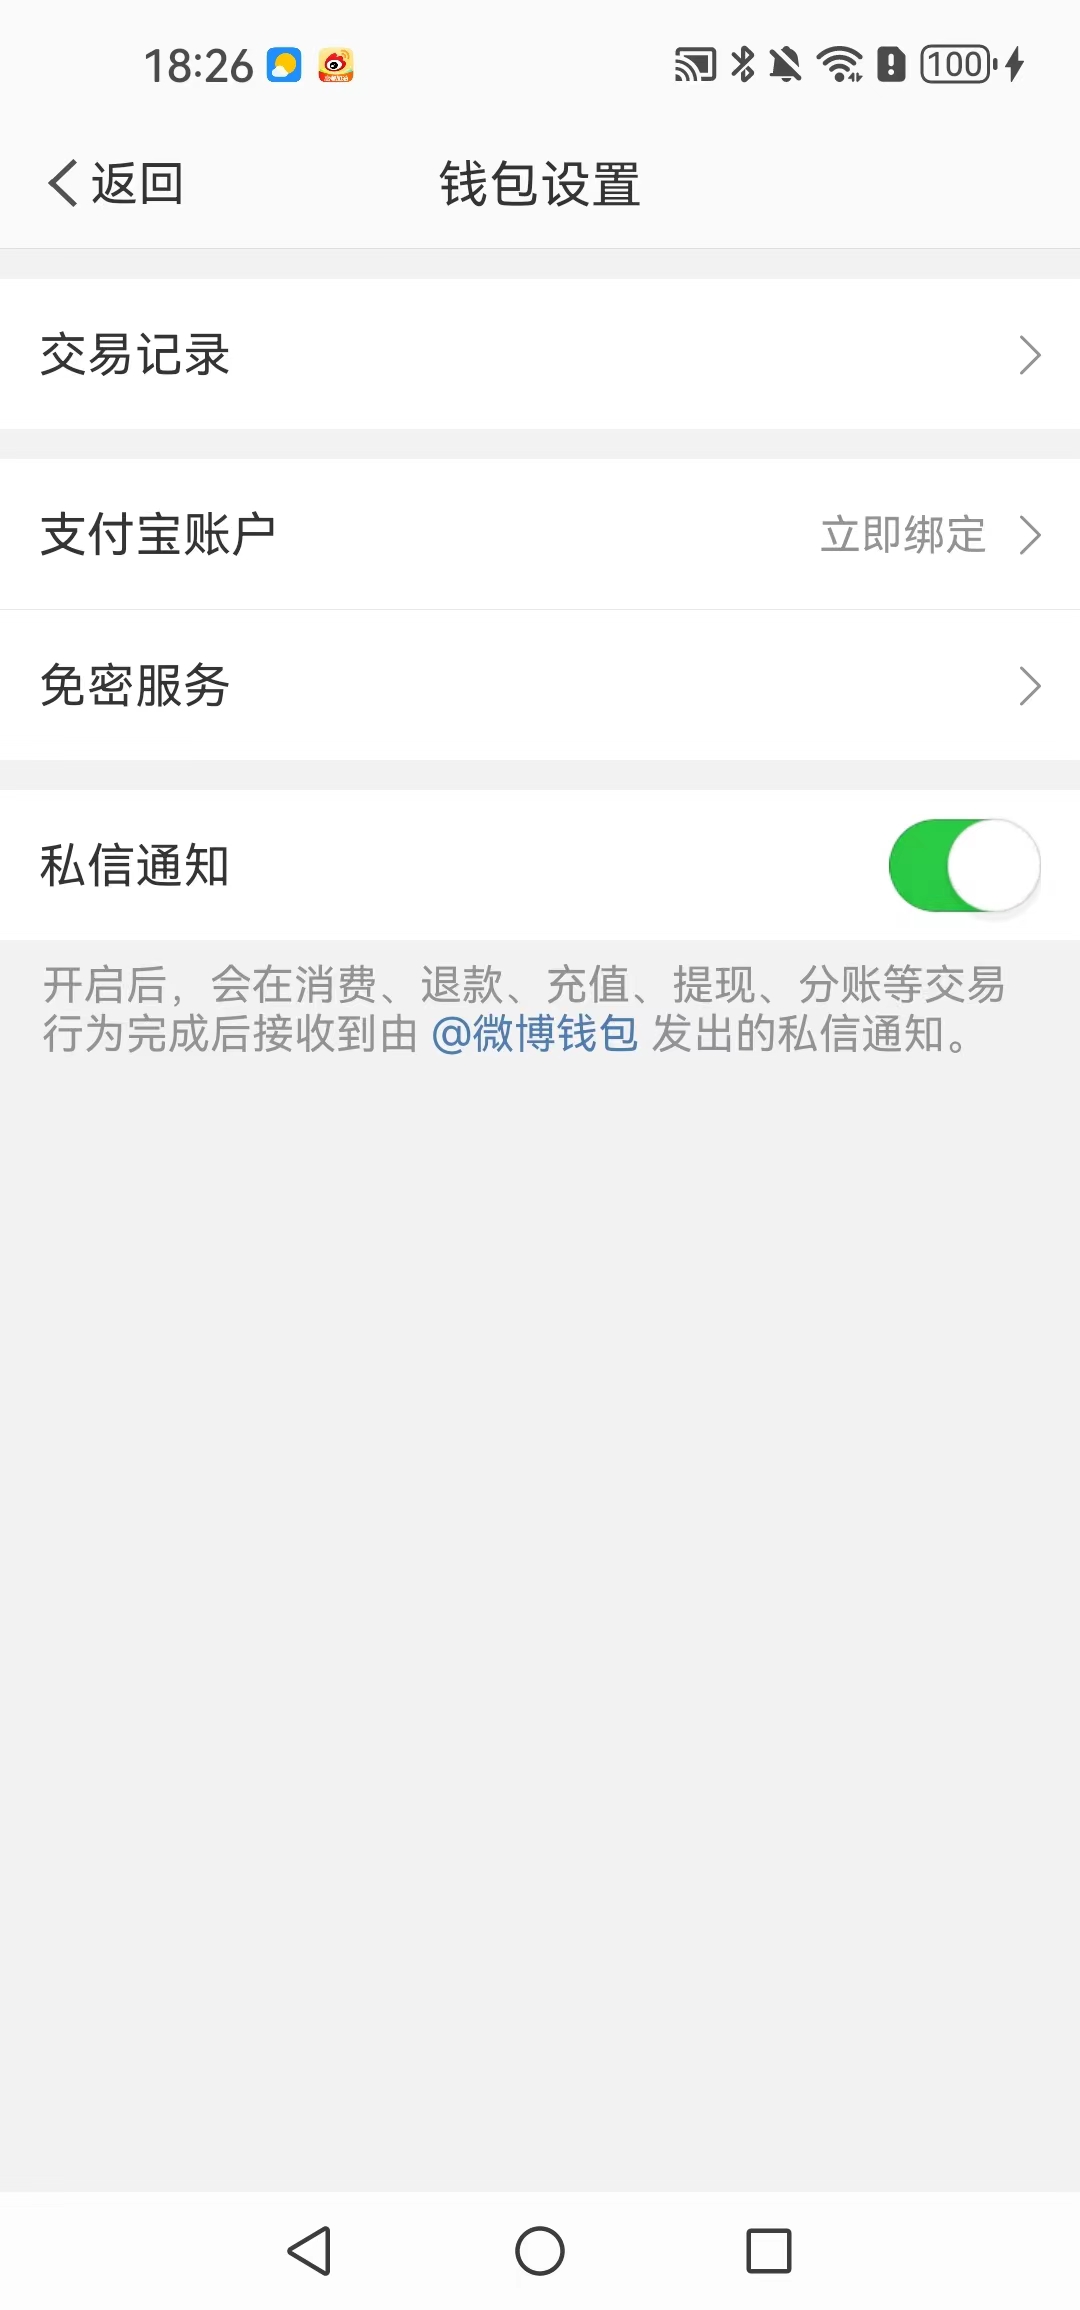 18:26
100
返回
钱包设置
交易记录
支付宝账户
立即绑定
免密服务
私信通知
开启后，会在消费、退款、充值、提现、分账等交易
行为完成后接收到由 @微博钱包 发出的私信通知。